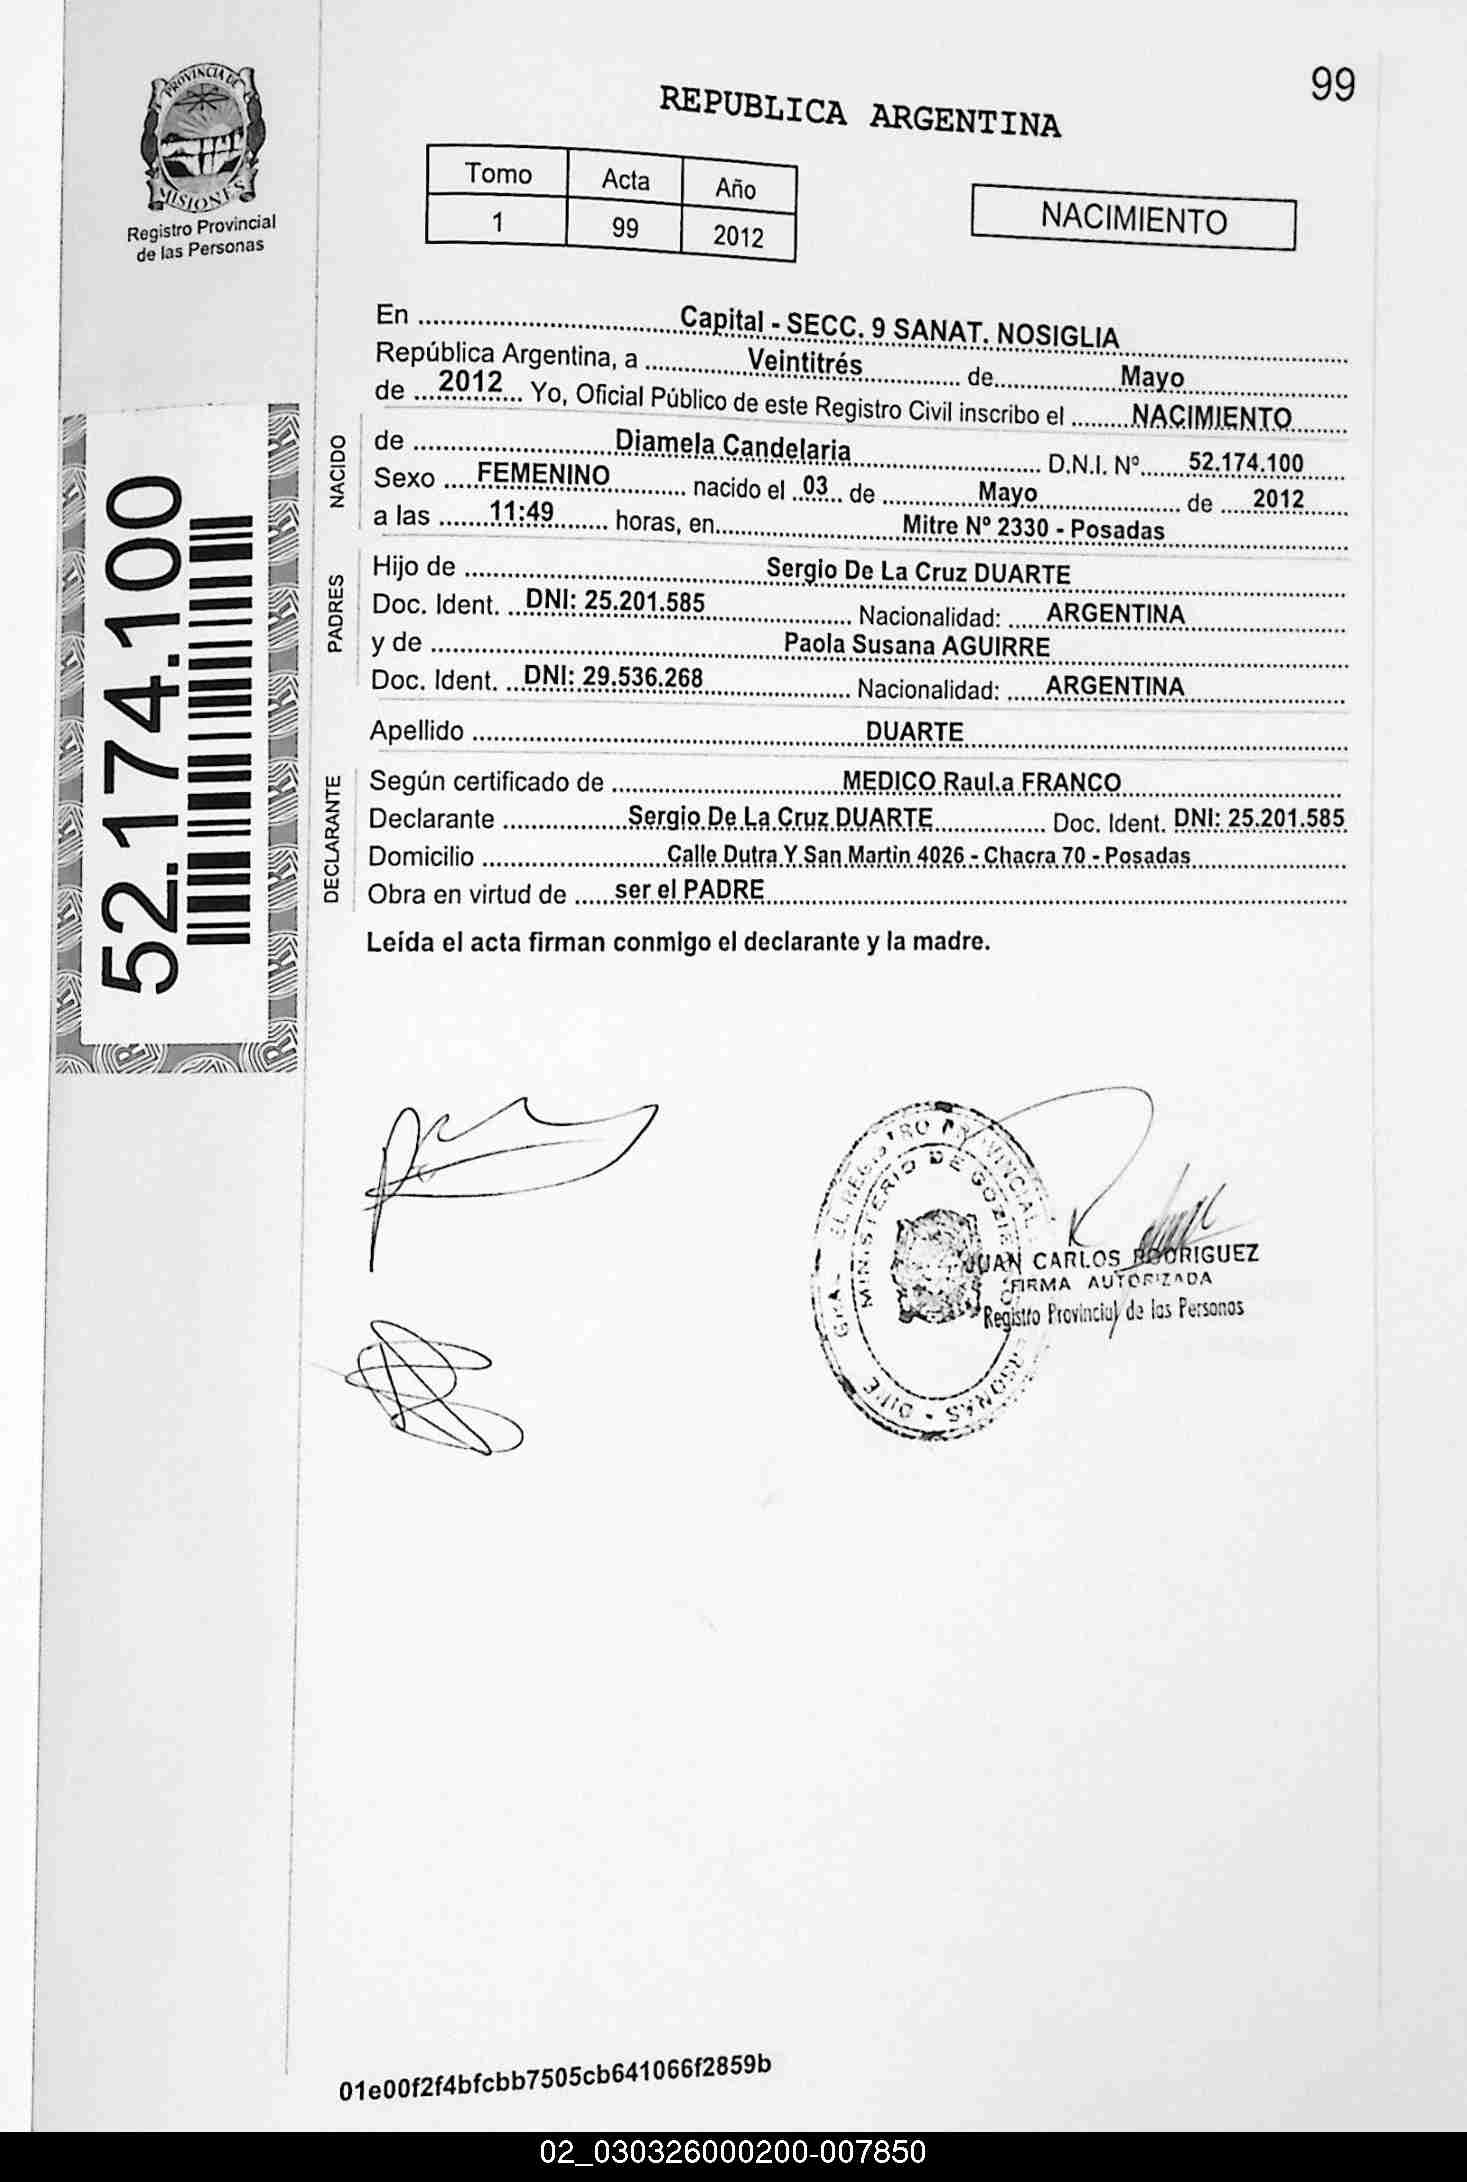 99
PROVINCIA DE
MISIONES
Registro Provincial
de las Personas
REPUBLICA ARGENTINA
Tomo Acta Año
1 99 2012
NACIMIENTO
En Capital - SECC. 9 SANAT. NOSIGLIA
República Argentina, a Veintitrés de Mayo
de 2012 Yo, Oficial Público de este Registro Civil inscribo el NACIMIENTO
NACIDO
de Diamela Candelaria D.N.I. Nº 52.174.100
Sexo FEMENINO nacido el 03 de Mayo de 2012
a las 11:49 horas, en Mitre Nº 2330 - Posadas
PADRES
Hijo de Sergio De La Cruz DUARTE
Doc. Ident. DNI: 25.201.585 Nacionalidad: ARGENTINA
y de Paola Susana AGUIRRE
Doc. Ident. DNI: 29.536.268 Nacionalidad: ARGENTINA
Apellido DUARTE
DECLARANTE
Según certificado de MEDICO Raul.a FRANCO
Declarante Sergio De La Cruz DUARTE Doc. Ident. DNI: 25.201.585
Domicilio Calle Dutra Y San Martin 4026 - Chacra 70 - Posadas
Obra en virtud de ser el PADRE
Leída el acta firman conmigo el declarante y la madre.
52.174.100
MINISTERIO DE
JUAN CARLOS RODRIGUEZ
FIRMA AUTORIZADA
Registro Provincial de las Personas
01e00f2f4bfcbb7505cb641066f2859b
02_030326000200-007850